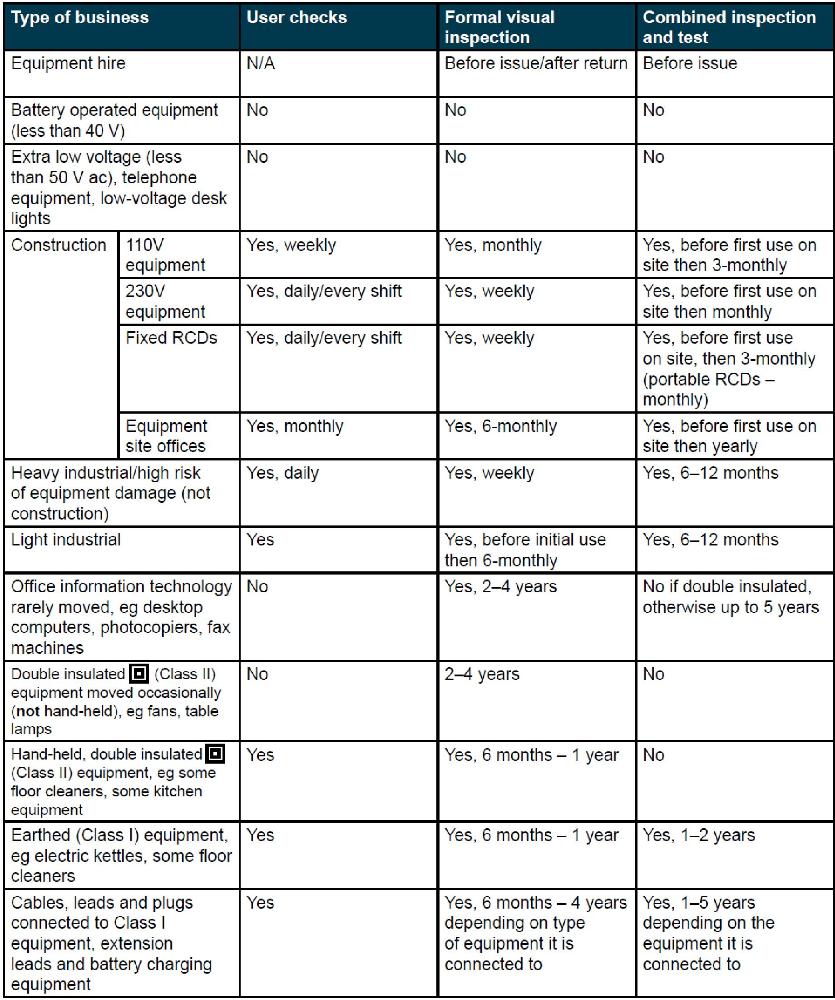 Type of business
User checks
Formal visual
inspection
Combined inspection
and test
Equipment hire
N/A
Before issue/after return
Before issue
Battery operated equipment
(less than 40 V)
No
No
No
Extra low voltage (less
than 50 V ac), telephone
equipment, low-voltage desk
lights
No
No
No
Construction
110V
equipment
Yes, weekly
Yes, monthly
Yes, before first use on
site then 3-monthly
230V
equipment
Yes, daily/every shift
Yes, weekly
Yes, before first use on
site then monthly
Fixed RCDs
Yes, daily/every shift
Yes, weekly
Yes, before first use
on site, then 3-monthly
(portable RCDs –
monthly)
Equipment
site offices
Yes, monthly
Yes, 6-monthly
Yes, before first use on
site then yearly
Heavy industrial/high risk
of equipment damage (not
construction)
Yes, daily
Yes, weekly
Yes, 6–12 months
Light industrial
Yes
Yes, before initial use
then 6-monthly
Yes, 6–12 months
Office information technology
rarely moved, eg desktop
computers, photocopiers, fax
machines
No
Yes, 2–4 years
No if double insulated,
otherwise up to 5 years
Double insulated (Class II)
equipment moved occasionally
(not hand-held), eg fans, table
lamps
No
2–4 years
No
Hand-held, double insulated
(Class II) equipment, eg some
floor cleaners, some kitchen
equipment
Yes
Yes, 6 months – 1 year
No
Earthed (Class I) equipment,
eg electric kettles, some floor
cleaners
Yes
Yes, 6 months – 1 year
Yes, 1–2 years
Cables, leads and plugs
connected to Class I
equipment, extension
leads and battery charging
equipment
Yes
Yes, 6 months – 4 years
depending on type
of equipment it is
connected to
Yes, 1–5 years
depending on the
equipment it is
connected to